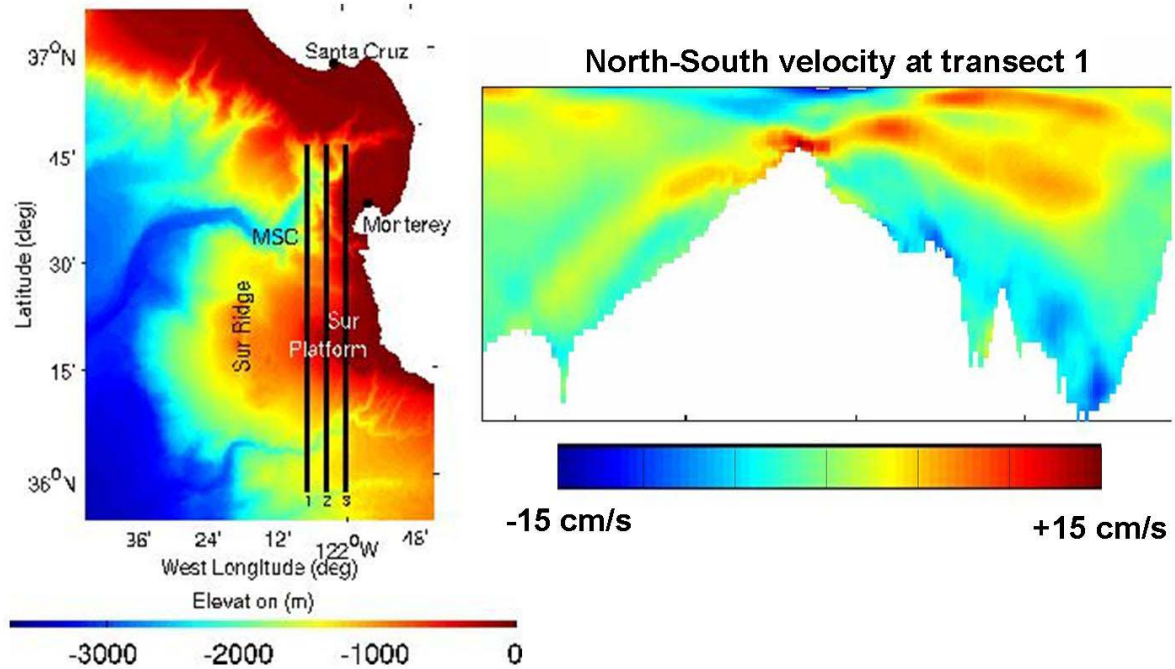 Santa Cruz
37°N
45'
Monterey
MSC
30'
Latitude (deg)
Sur Ridge
Sur
Platform
15'
36°N
1 2 3
36' 24' 12' 122°W 48'
West Longitude (deg)
Elevat on (m)
-3000 -2000 -1000 0
North-South velocity at transect 1
-15 cm/s +15 cm/s